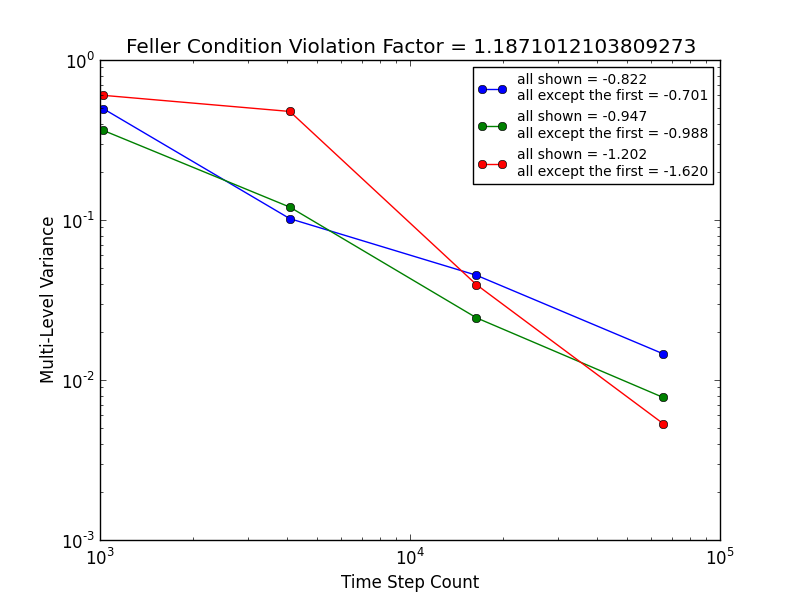 Feller Condition Violation Factor = 1.1871012103809273
10^0
all shown = -0.822
all except the first = -0.701
all shown = -0.947
all except the first = -0.988
all shown = -1.202
all except the first = -1.620
10^-1
Multi-Level Variance
10^-2
10^-3
10^3
10^4
10^5
Time Step Count